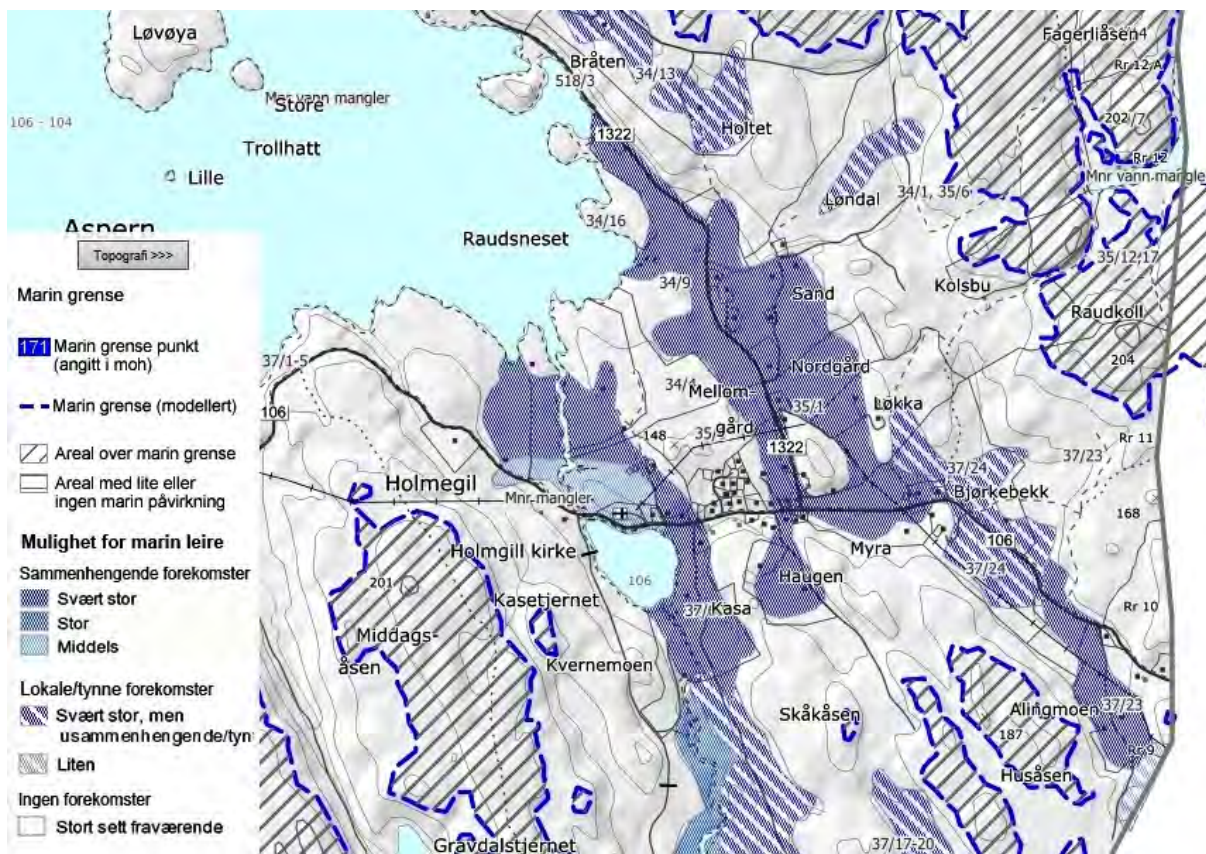 Løvøya
Fagerliåsen4
Bråten
34/13
518/3
Rr 12 A
Mnr vann mangler
Store
106 - 104
202/7
Holtet
1322
Trollhatt
Rr 12
Mnr vann mangler
Lille
Løndal
34/1, 35/6
34/16
Aspern
Raudsneset
35/12,17
Topografi >>>
34/9
Kolsbu
Sand
Raudkoll
Marin grense
171 Marin grense punkt
(angitt i moh)
37/1-5
204
Nordgård
34/4
Mellom-
gård
35/1
Løkka
Marin grense (modellert)
106
148
35/3
Rr 11
1322
Areal over marin grense
37/24
37/23
Areal med lite eller
ingen marin påvirkning
Holmegil
Mnr mangler
Bjørkebekk
168
Mulighet for marin leire
106
Holmgill kirke
Myra
Sammenhengende forekomster
37/24
Haugen
106
201
Svært stor
Kasetjernet
37/
Kasa
Rr 10
Stor
Middags-
åsen
Middels
Kvernemoen
Lokale/tynne forekomster
Svært stor, men
usammenhengende/tyn
Skåkåsen
Alingmoen
37/23
187
Rr 9
Liten
Husåsen
Ingen forekomster
Stort sett fraværende
Gravdalstjernet
37/17-20